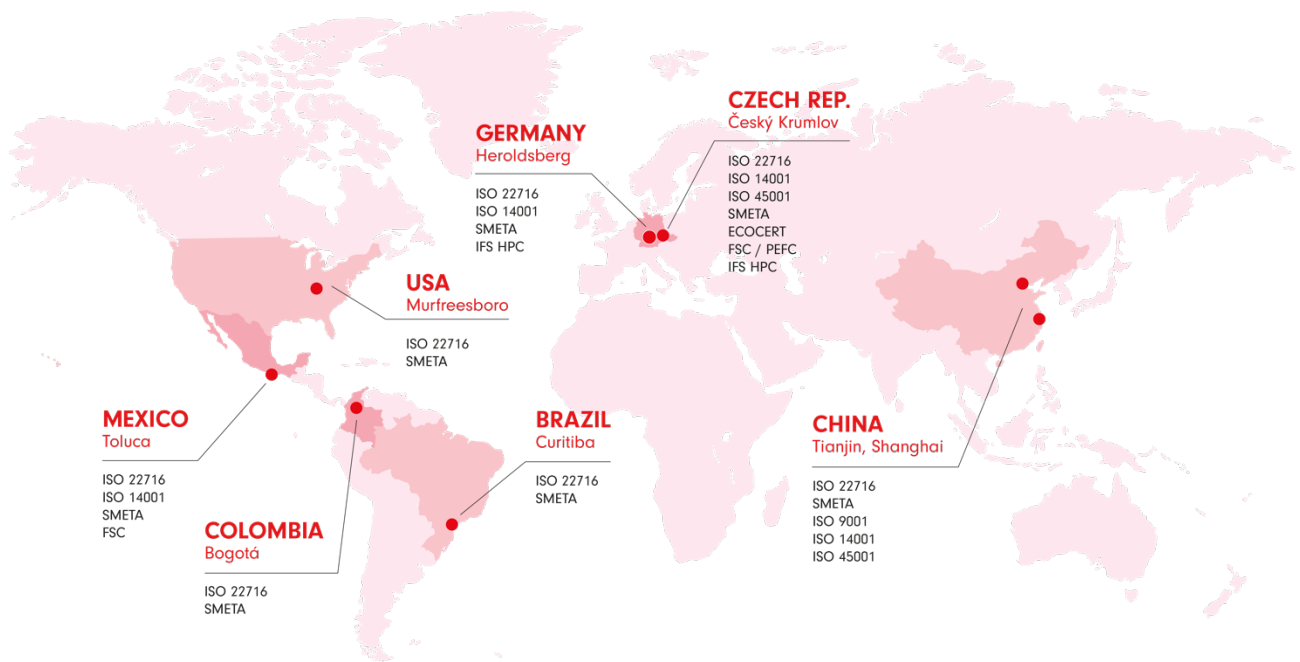 CZECH REP.
Český Krumlov
ISO 22716
ISO 14001
ISO 45001
SMETA
ECOCERT
FSC / PEFC
IFS HPC
GERMANY
Heroldsberg
ISO 22716
ISO 14001
SMETA
IFS HPC
USA
Murfreesboro
ISO 22716
SMETA
MEXICO
Toluca
ISO 22716
ISO 14001
SMETA
FSC
COLOMBIA
Bogotá
ISO 22716
SMETA
BRAZIL
Curitiba
ISO 22716
SMETA
CHINA
Tianjin, Shanghai
ISO 22716
SMETA
ISO 9001
ISO 14001
ISO 45001